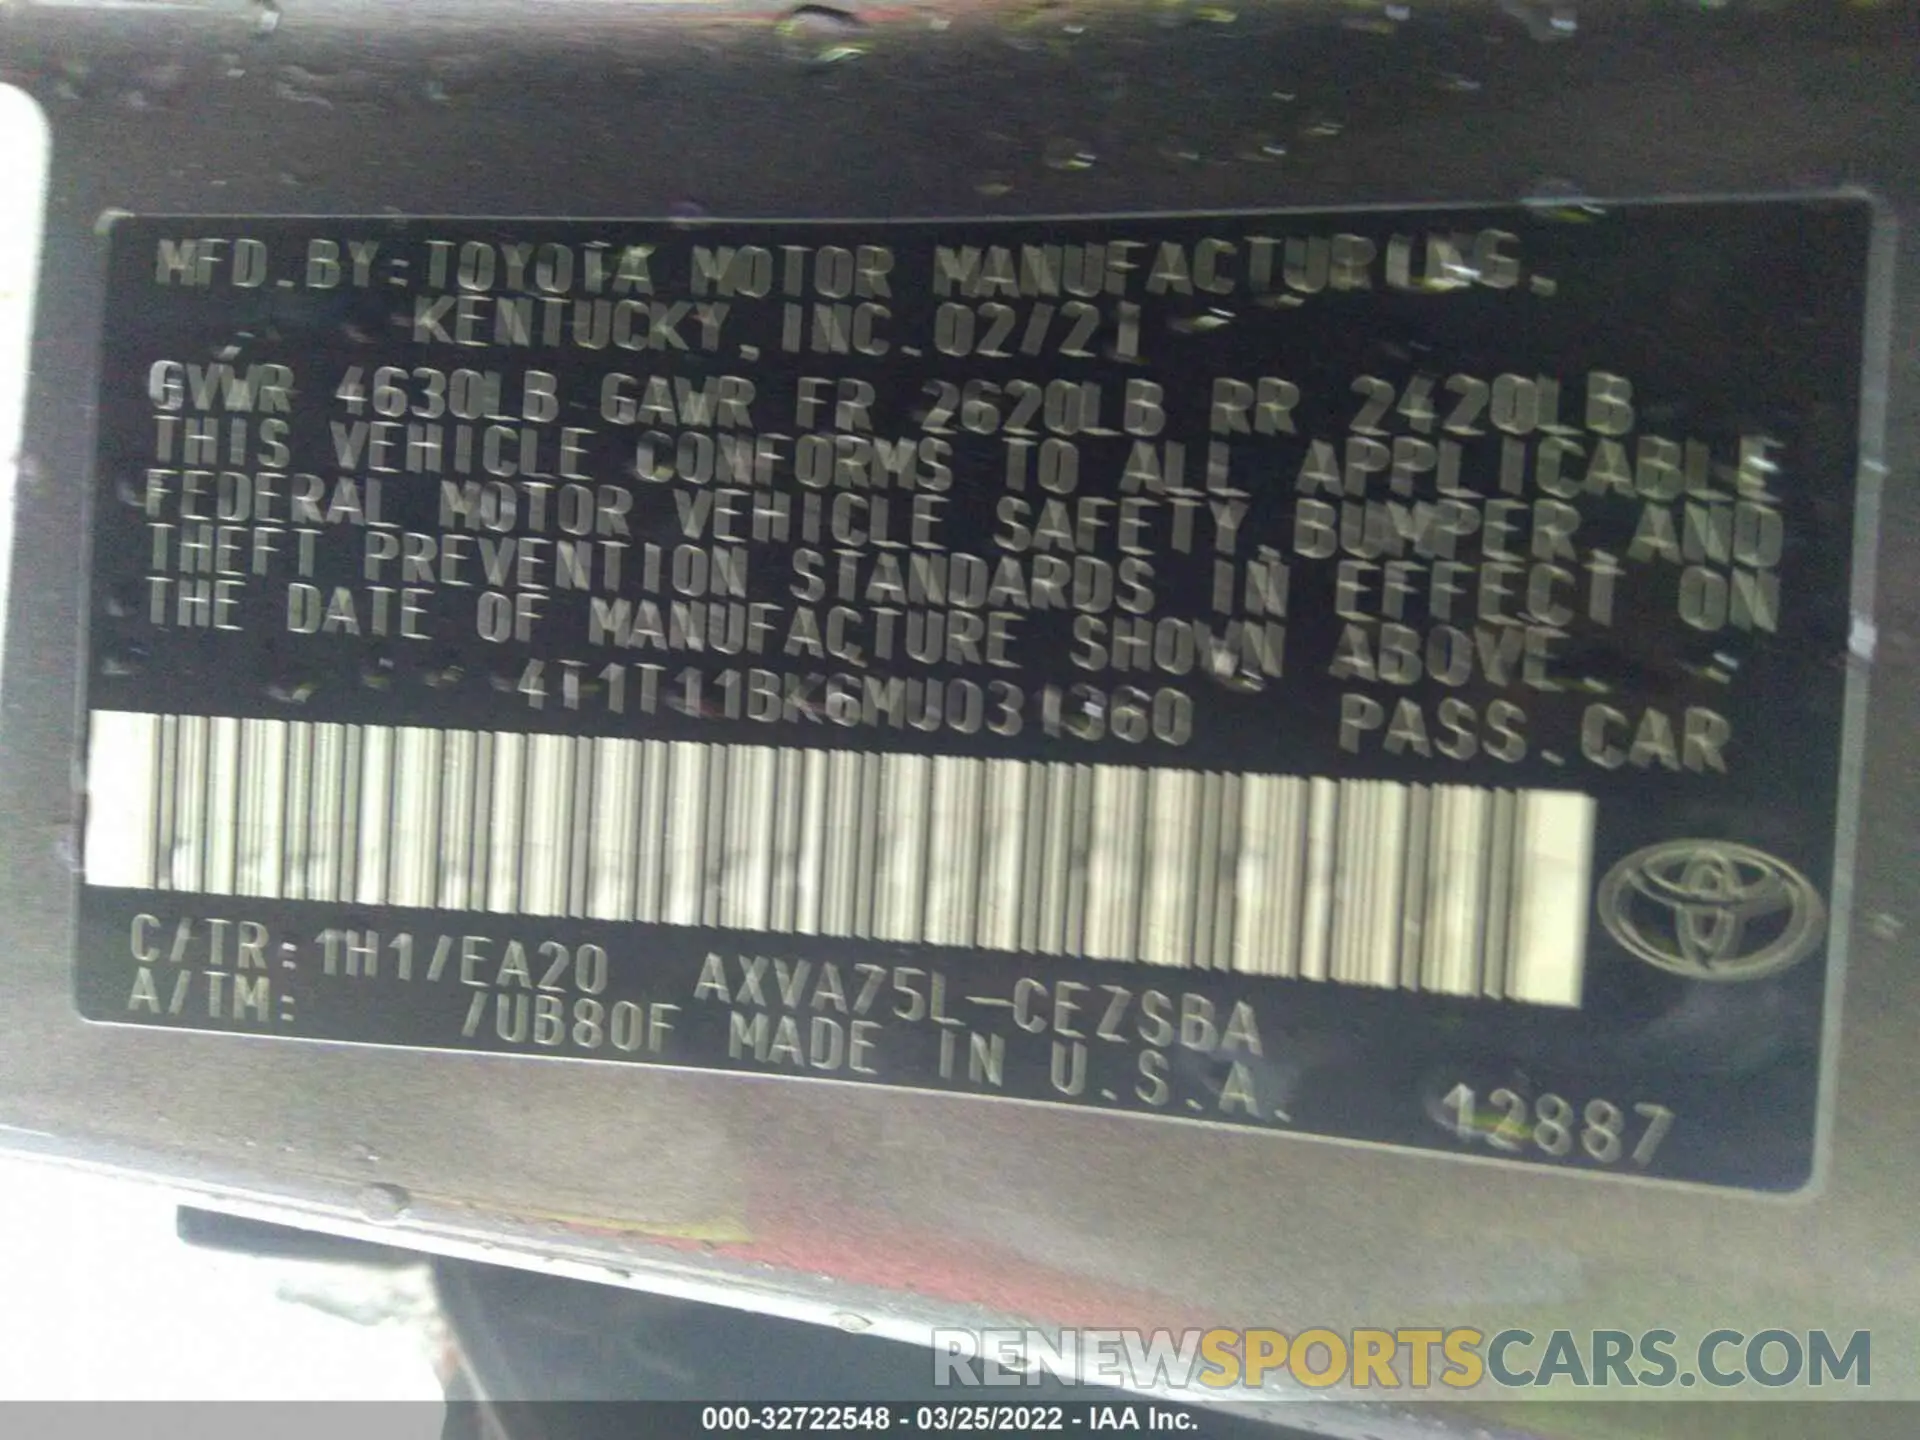 MFD.BY:TOYOTA MOTOR MANUFACTURING,
KENTUCKY, INC.02/21
GVWR 4630LB GAWR FR 2620LB RR 2420LB
THIS VEHICLE CONFORMS TO ALL APPLICABLE
FEDERAL MOTOR VEHICLE SAFETY,BUMPER AND
THEFT PREVENTION STANDARDS IN EFFECT ON
THE DATE OF MANUFACTURE SHOWN ABOVE.
4T1T11BK6MU031360 PASS.CAR
C/TR:1H1/EA20 AXVA75L-CEZSBA
A/TM: /UB80F MADE IN U.S.A.
12887
RENEWSPORTSCARS.COM
000-32722548 - 03/25/2022 - IAA Inc.